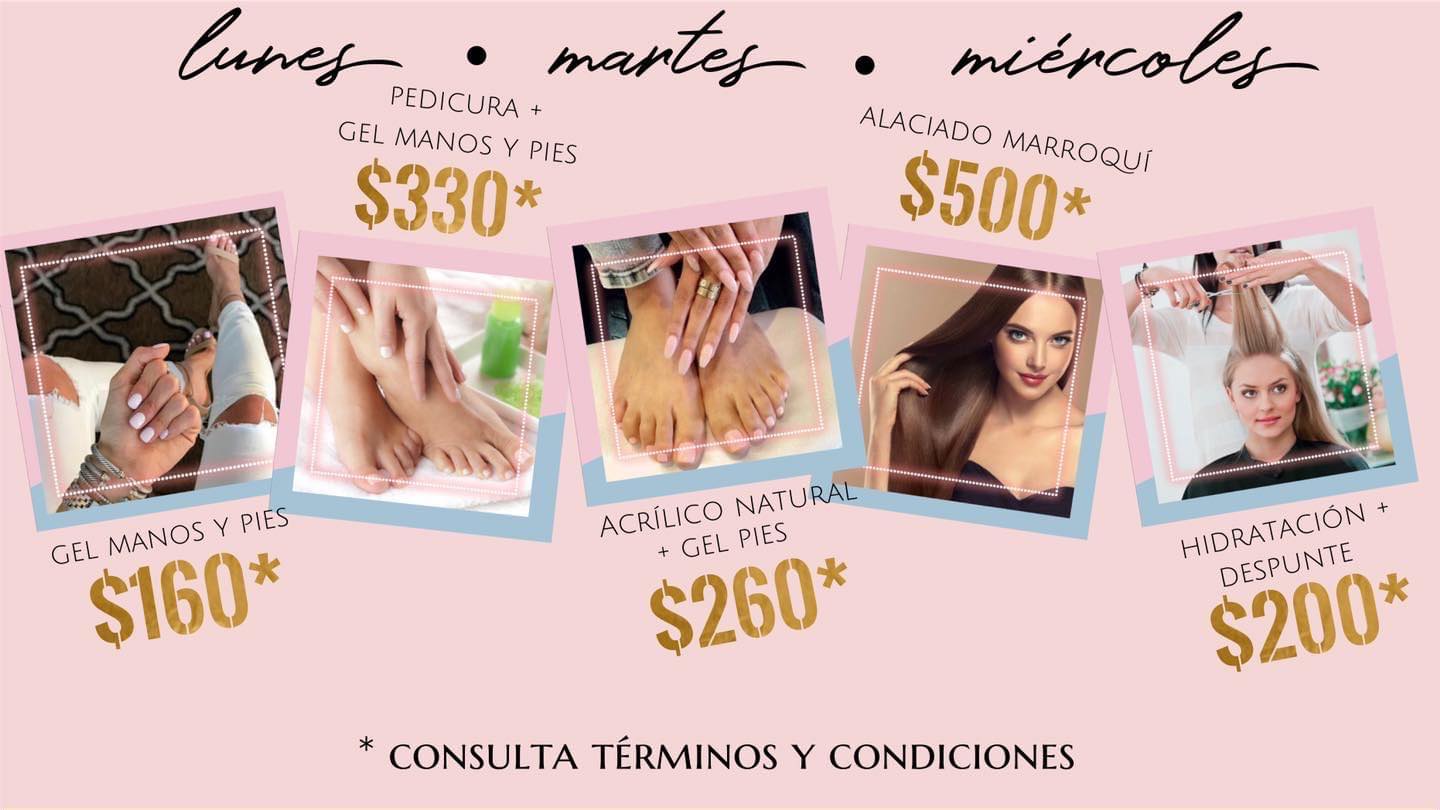 lunes • martes • miércoles
PEDICURA +
GEL MANOS Y PIES
$330*
ALACIADO MARROQUÍ
$500*
GEL MANOS Y PIES
$160*
ACRÍLICO NATURAL
+ GEL PIES
$260*
HIDRATACIÓN +
DESPUNTE
$200*
* CONSULTA TÉRMINOS Y CONDICIONES